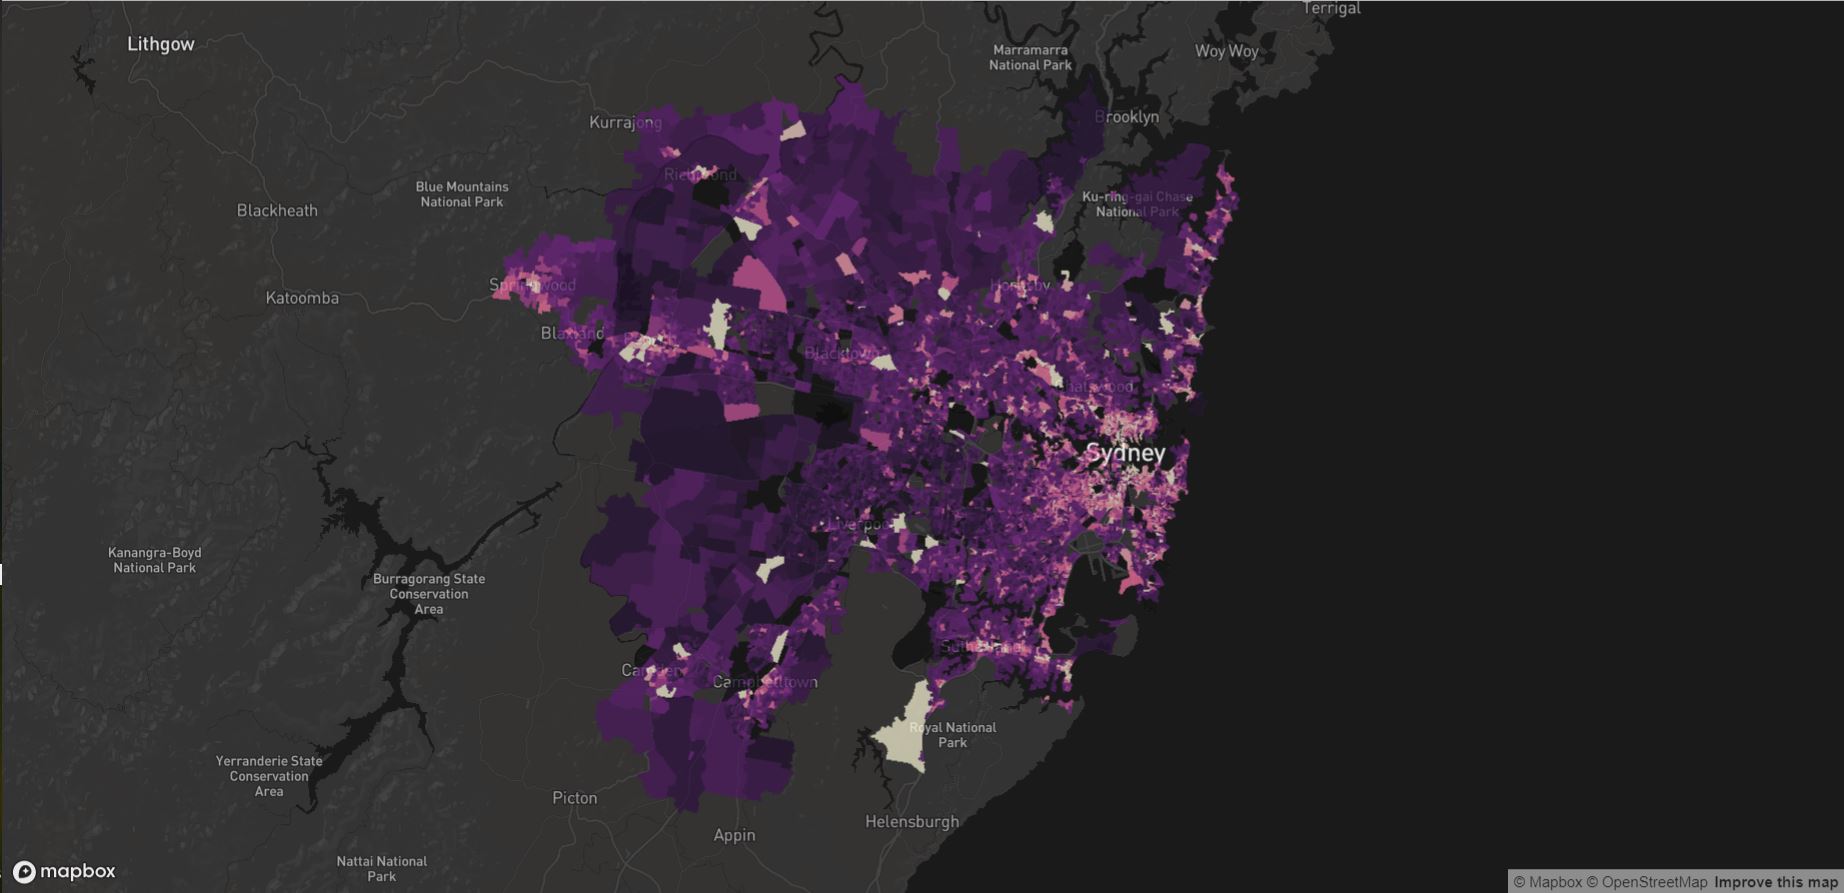 Terrigal
Lithgow
Marramarra
National Park
Woy Woy
Kurrajong
Brooklyn
Richmond
Blue Mountains
National Park
Ku-ring-gai Chase
National Park
Blackheath
Springwood
Hornsby
Katoomba
Blaxland
Penrith
Blacktown
Chatswood
Sydney
Liverpool
Kanangra-Boyd
National Park
Burragorang State
Conservation
Area
Sutherland
Camden
Campbelltown
Royal National
Park
Yerranderie State
Conservation
Area
Picton
Helensburgh
Appin
Nattai National
Park
mapbox
© Mapbox © OpenStreetMap Improve this map